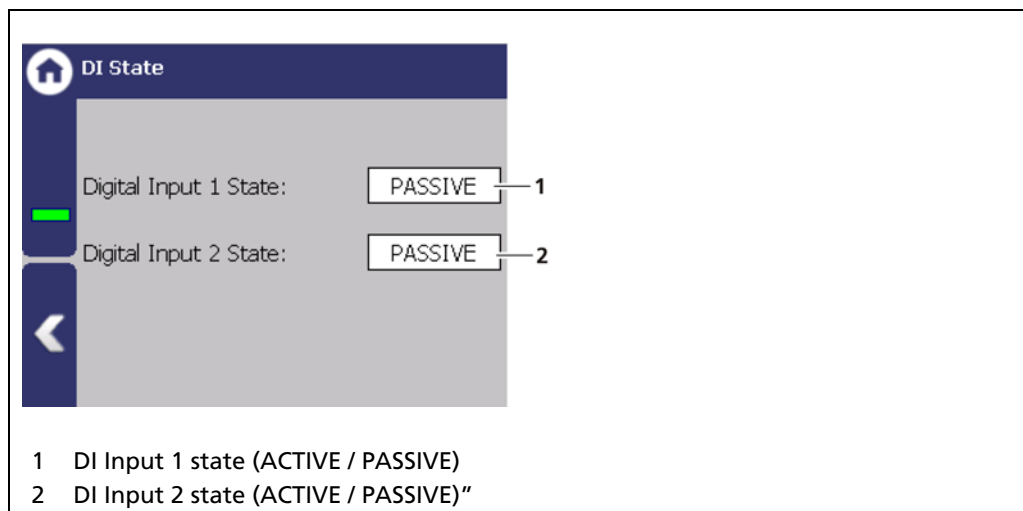 DI State
Digital Input 1 State: PASSIVE 1
Digital Input 2 State: PASSIVE 2
1 DI Input 1 state (ACTIVE / PASSIVE)
2 DI Input 2 state (ACTIVE / PASSIVE)”